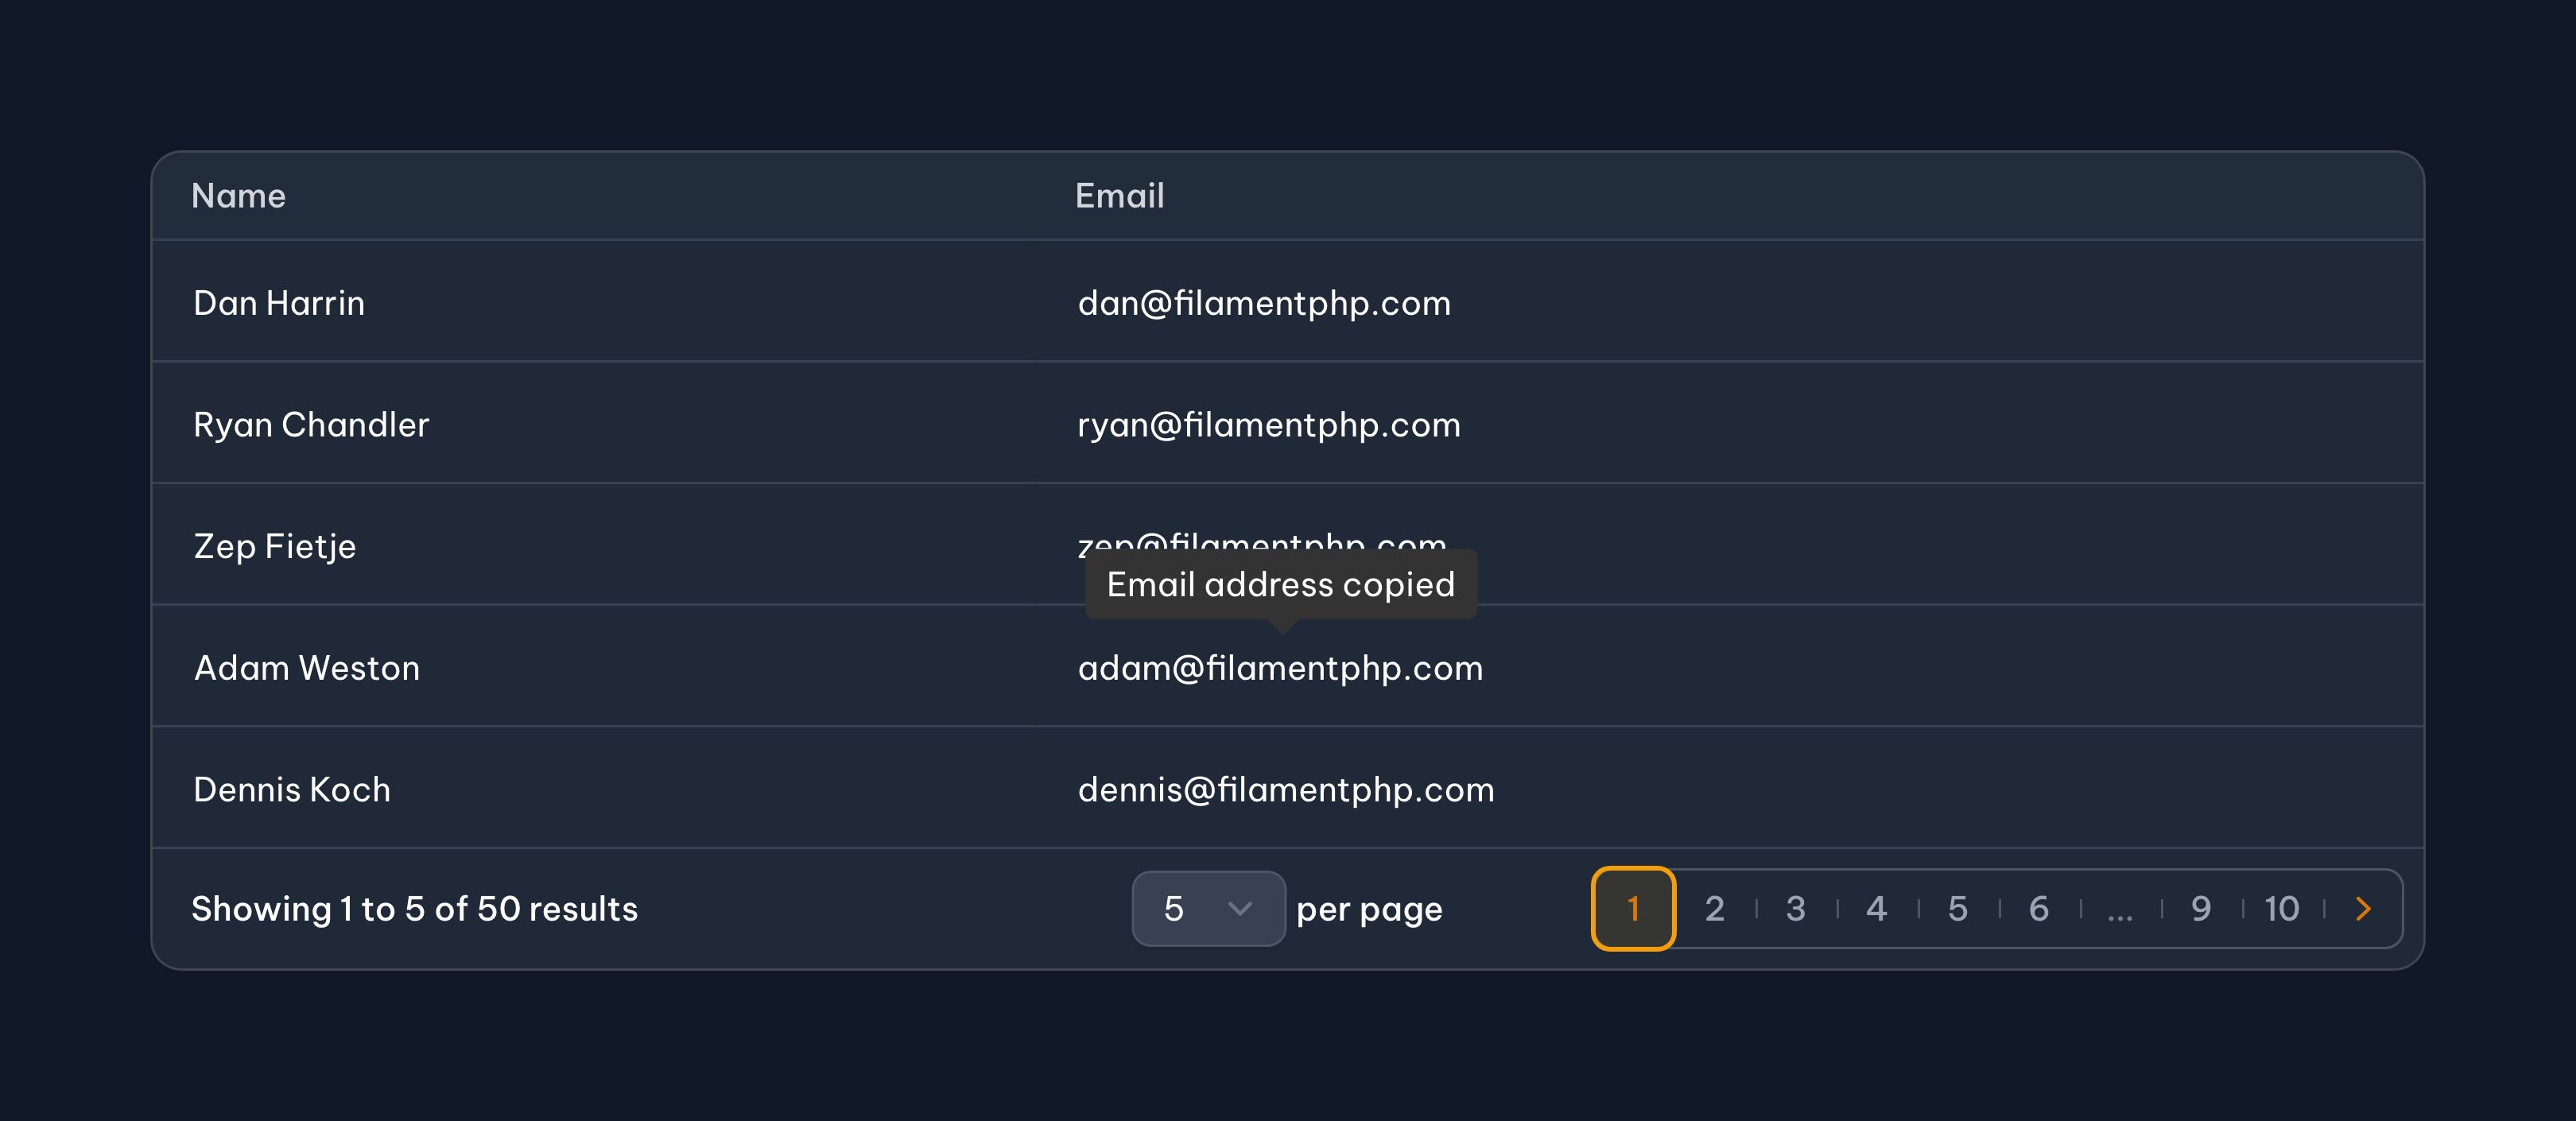 Name Email
Dan Harrin dan@filamentphp.com
Ryan Chandler ryan@filamentphp.com
Zep Fietje zep@filamentphp.com
Email address copied
Adam Weston adam@filamentphp.com
Dennis Koch dennis@filamentphp.com
Showing 1 to 5 of 50 results 5 per page 1 2 3 4 5 6 ... 9 10